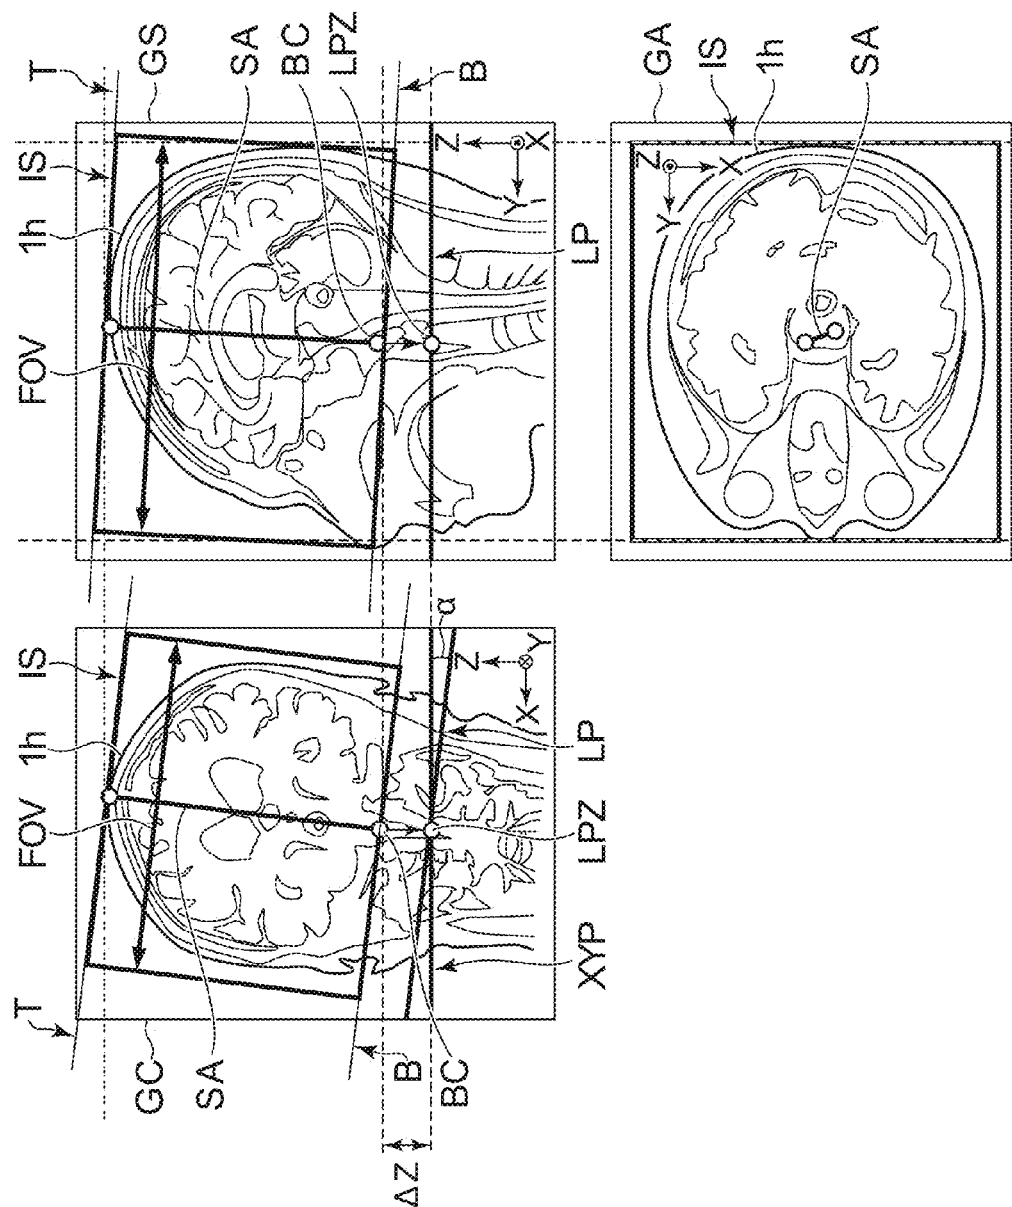 T
GS
SA
BC
LPZ
B
IS
1h
FOV
Z
X
Y
LP
GA
IS
1h
SA
Z
X
Y
IS
1h
FOV
T
GC
SA
B
BC
ΔZ
α
Z
Y
X
LP
LPZ
XYP